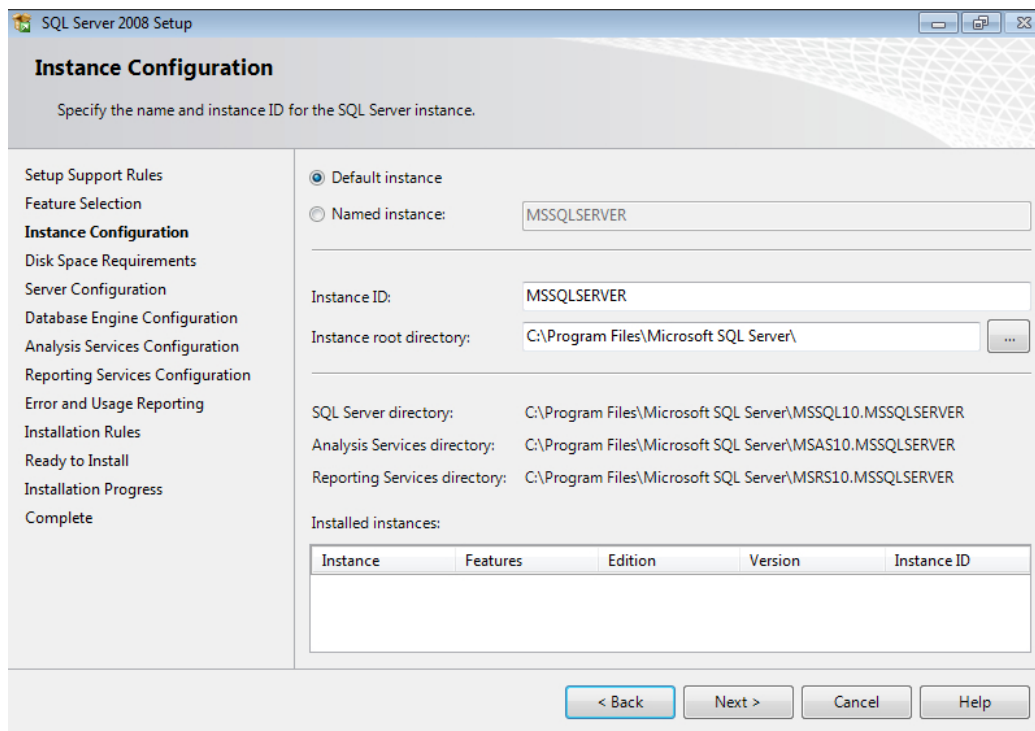 SQL Server 2008 Setup
Instance Configuration
Specify the name and instance ID for the SQL Server instance.
Setup Support Rules
Feature Selection
Instance Configuration
Disk Space Requirements
Server Configuration
Database Engine Configuration
Analysis Services Configuration
Reporting Services Configuration
Error and Usage Reporting
Installation Rules
Ready to Install
Installation Progress
Complete
Default instance
Named instance: MSSQLSERVER
Instance ID: MSSQLSERVER
Instance root directory: C:\Program Files\Microsoft SQL Server\ ...
SQL Server directory: C:\Program Files\Microsoft SQL Server\MSSQL10.MSSQLSERVER
Analysis Services directory: C:\Program Files\Microsoft SQL Server\MSAS10.MSSQLSERVER
Reporting Services directory: C:\Program Files\Microsoft SQL Server\MSRS10.MSSQLSERVER
Installed instances:
Instance Features Edition Version Instance ID
< Back Next > Cancel Help